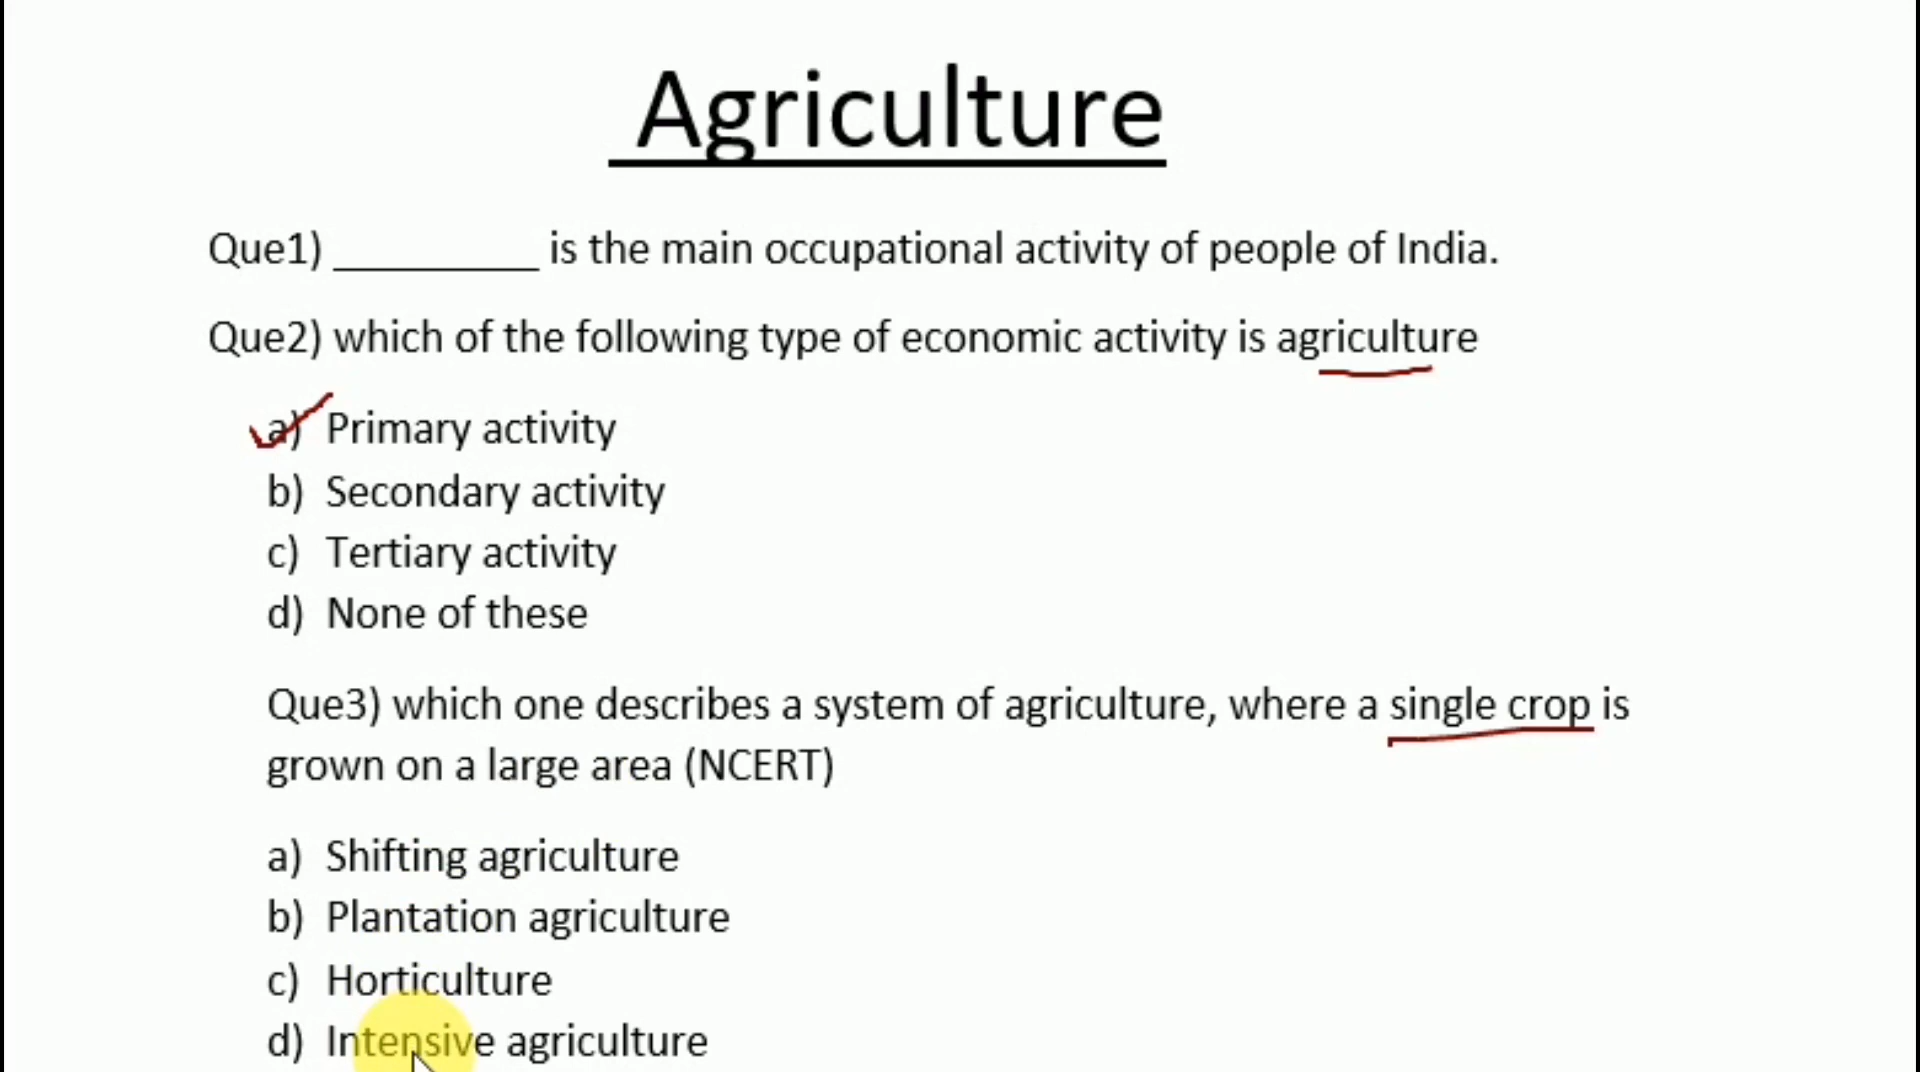 Agriculture
Que1) _________ is the main occupational activity of people of India.
Que2) which of the following type of economic activity is agriculture
a) Primary activity
b) Secondary activity
c) Tertiary activity
d) None of these
Que3) which one describes a system of agriculture, where a single crop is
grown on a large area (NCERT)
a) Shifting agriculture
b) Plantation agriculture
c) Horticulture
d) Intensive agriculture